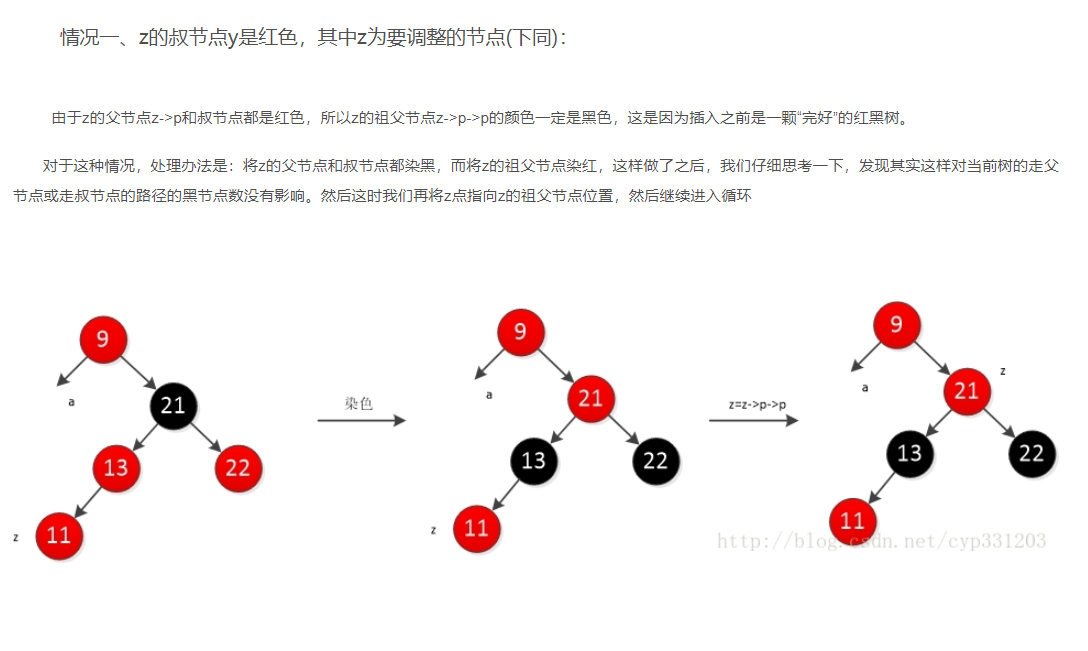 情况一、z的叔节点y是红色，其中z为要调整的节点(下同)：
由于z的父节点z->p和叔节点都是红色，所以z的祖父节点z->p->p的颜色一定是黑色，这是因为插入之前是一颗“完好”的红黑树。
对于这种情况，处理办法是：将z的父节点和叔节点都染黑，而将z的祖父节点染红，这样做了之后，我们仔细思考一下，发现其实这样对当前树的走父
节点或走叔节点的路径的黑节点数没有影响。然后这时我们再将z点指向z的祖父节点位置，然后继续进入循环
9
a
21
13
22
z
11
染色
9
a
21
13
22
z
11
z=z->p->p
9
z
a
21
13
22
11
http://blog.csdn.net/cyp331203